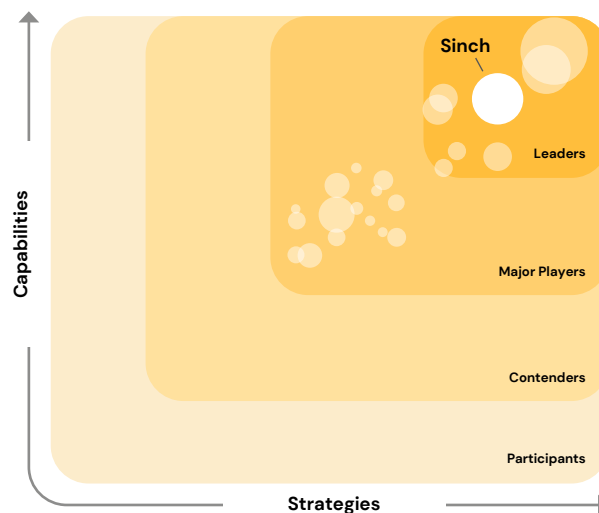 Sinch
Leaders
Capabilities
Major Players
Contenders
Participants
Strategies